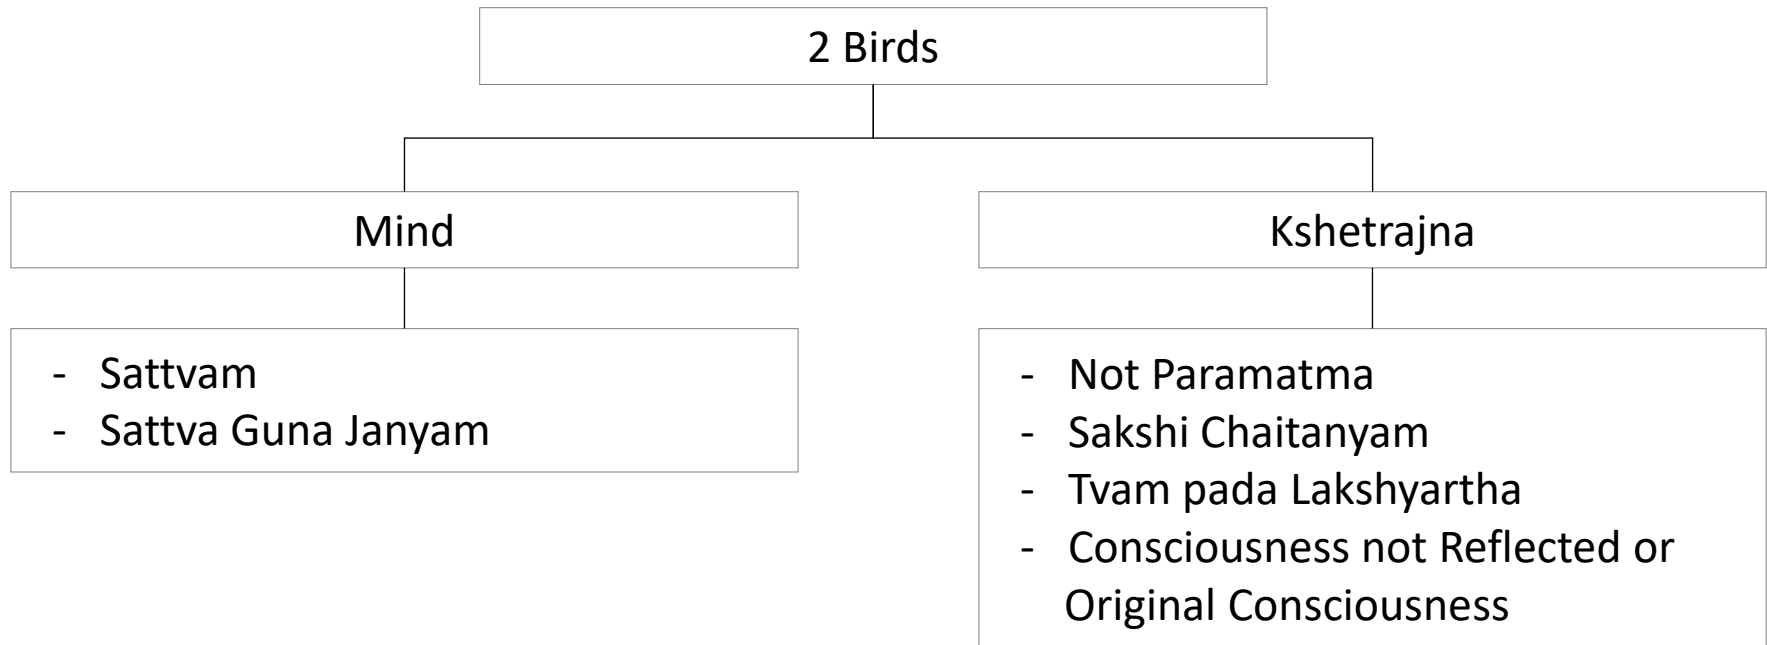 2 Birds
Mind
Kshetrajna
- Sattvam
- Sattva Guna Janyam
- Not Paramatma
- Sakshi Chaitanyam
- Tvam pada Lakshyartha
- Consciousness not Reflected or
Original Consciousness